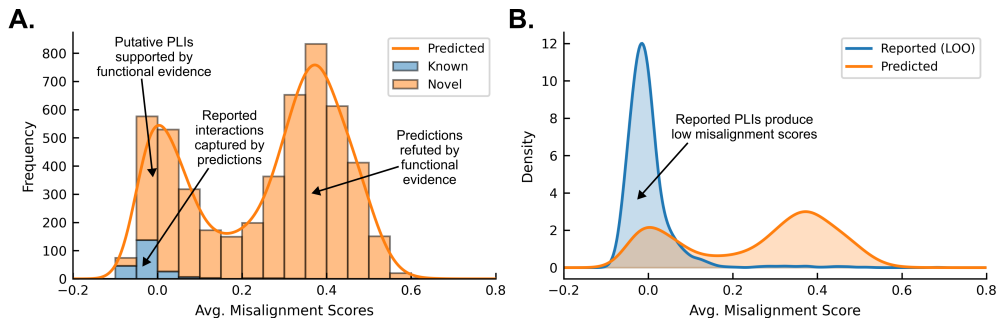 A.
Putative PLIs
supported by
functional evidence
Reported
interactions
captured by
predictions
Predictions
refuted by
functional
evidence
Predicted
Known
Novel
Frequency
800
700
600
500
400
300
200
100
0
−0.2 0.0 0.2 0.4 0.6 0.8
Avg. Misalignment Scores
B.
Reported (LOO)
Predicted
Reported PLIs produce
low misalignment scores
Density
12
10
8
6
4
2
0
−0.2 0.0 0.2 0.4 0.6 0.8
Avg. Misalignment Score